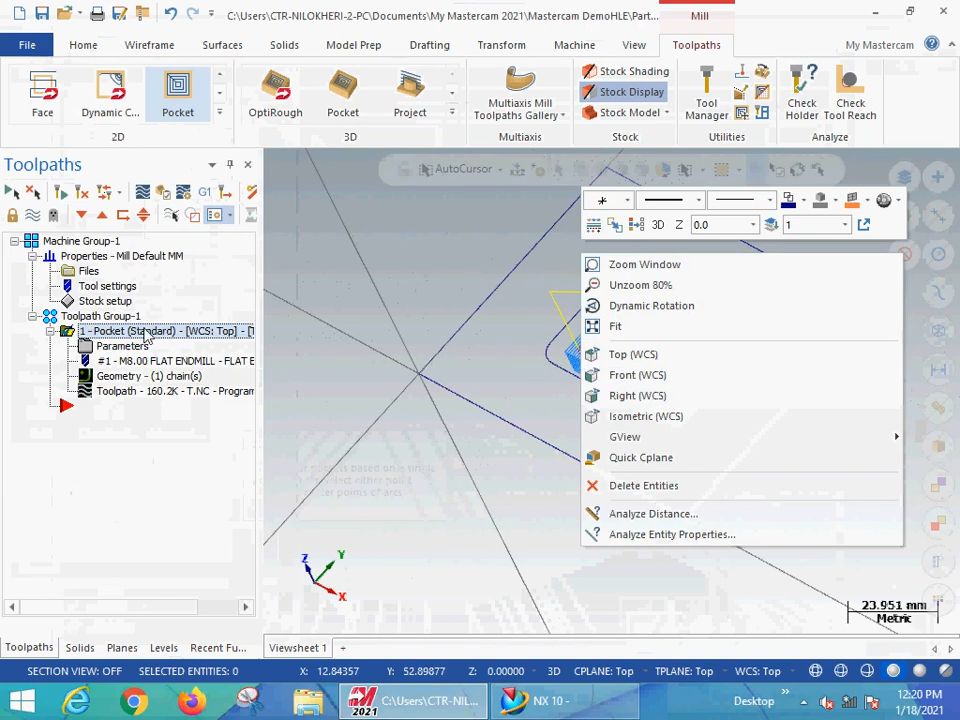 C:\Users\CTR-NILOKHERI-2-PC\Documents\My Mastercam 2021\Mastercam DemoHLE\Part... Mill
File Home Wireframe Surfaces Solids Model Prep Drafting Transform Machine View Toolpaths My Mastercam
Face Dynamic C... Pocket OptiRough Pocket Project
Multiaxis Mill
Toolpaths Gallery
Stock Shading
Stock Display
Stock Model
Tool
Manager
Check
Holder
Check
Tool Reach
2D 3D Multiaxis Stock Utilities Analyze
Toolpaths
AutoCursor
G1
3D Z 0.0 1
Machine Group-1
Properties - Mill Default MM
Files
Tool settings
Stock setup
Toolpath Group-1
1 - Pocket (Standard) - [WCS: Top] - [T
Parameters
#1 - M8.00 FLAT ENDMILL - FLAT E
Geometry - (1) chain(s)
Toolpath - 160.2K - T.NC - Program
Zoom Window
Unzoom 80%
Dynamic Rotation
Fit
Top (WCS)
Front (WCS)
Right (WCS)
Isometric (WCS)
GView
Quick Cplane
Delete Entities
Analyze Distance...
Analyze Entity Properties...
Z Y X
23.951 mm
Metric
Toolpaths Solids Planes Levels Recent Fu... Viewsheet 1 +
SECTION VIEW: OFF SELECTED ENTITIES: 0 X: 12.84357 Y: 52.89877 Z: 0.00000 3D CPLANE: Top TPLANE: Top WCS: Top
2021 C:\Users\CTR-NIL... NX 10 - Desktop
12:20 PM
1/18/2021